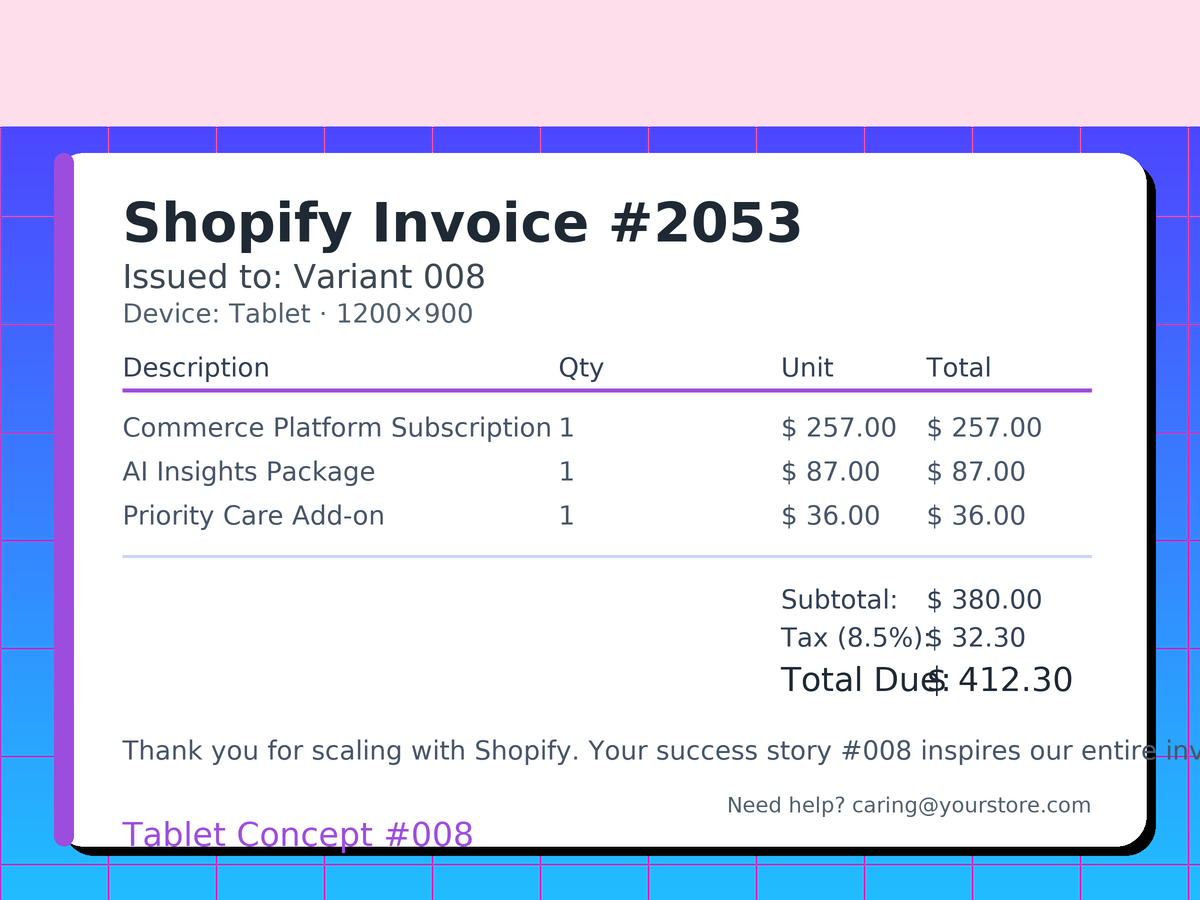 Shopify Invoice #2053
Issued to: Variant 008
Device: Tablet · 1200×900
Description Qty Unit Total
Commerce Platform Subscription 1 $ 257.00 $ 257.00
AI Insights Package 1 $ 87.00 $ 87.00
Priority Care Add-on 1 $ 36.00 $ 36.00
Subtotal: $ 380.00
Tax (8.5%): $ 32.30
Total Due: $ 412.30
Thank you for scaling with Shopify. Your success story #008 inspires our entire
Need help? caring@yourstore.com
Tablet Concept #008